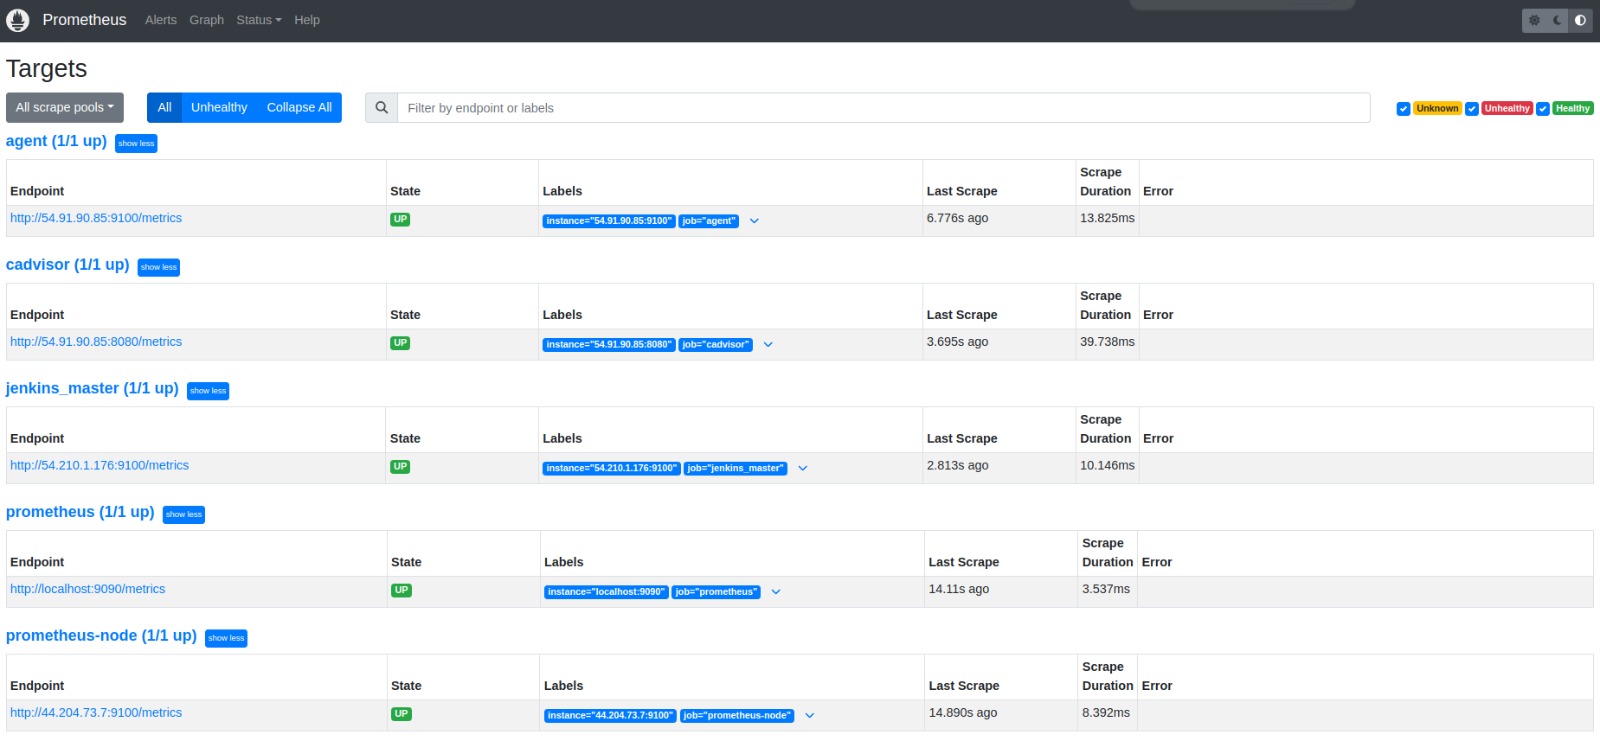 Prometheus Alerts Graph Status Help
Targets
All scrape pools All Unhealthy Collapse All Filter by endpoint or labels Unknown Unhealthy Healthy
agent (1/1 up) show less
Endpoint State Labels Last Scrape Scrape Duration Error
http://54.91.90.85:9100/metrics UP instance="54.91.90.85:9100" job="agent" 6.776s ago 13.825ms
cadvisor (1/1 up) show less
Endpoint State Labels Last Scrape Scrape Duration Error
http://54.91.90.85:8080/metrics UP instance="54.91.90.85:8080" job="cadvisor" 3.695s ago 39.738ms
jenkins_master (1/1 up) show less
Endpoint State Labels Last Scrape Scrape Duration Error
http://54.210.1.176:9100/metrics UP instance="54.210.1.176:9100" job="jenkins_master" 2.813s ago 10.146ms
prometheus (1/1 up) show less
Endpoint State Labels Last Scrape Scrape Duration Error
http://localhost:9090/metrics UP instance="localhost:9090" job="prometheus" 14.11s ago 3.537ms
prometheus-node (1/1 up) show less
Endpoint State Labels Last Scrape Scrape Duration Error
http://44.204.73.7:9100/metrics UP instance="44.204.73.7:9100" job="prometheus-node" 14.890s ago 8.392ms